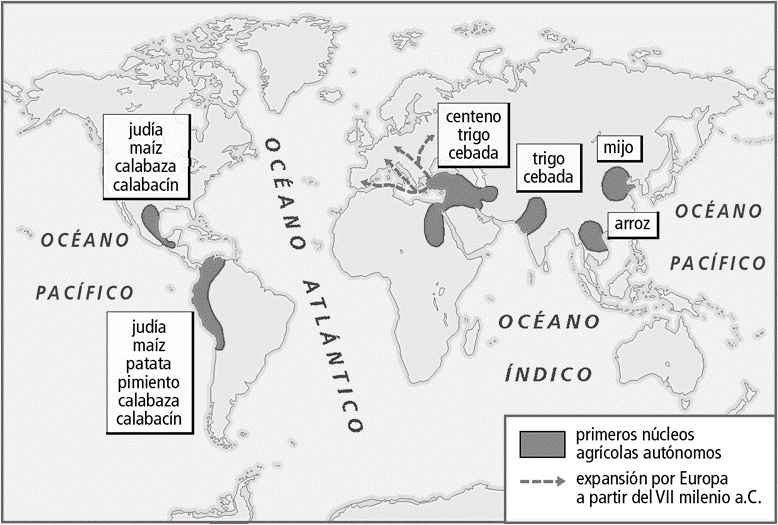 judía
maíz
calabaza
calabacín
centeno
trigo
cebada
trigo
cebada
mijo
arroz
OCÉANO
PACÍFICO
OCÉANO ATLÁNTICO
OCÉANO
PACÍFICO
OCÉANO
ÍNDICO
judía
maíz
patata
pimiento
calabaza
calabacín
primeros núcleos
agrícolas autónomos
expansión por Europa
a partir del VII milenio a.C.